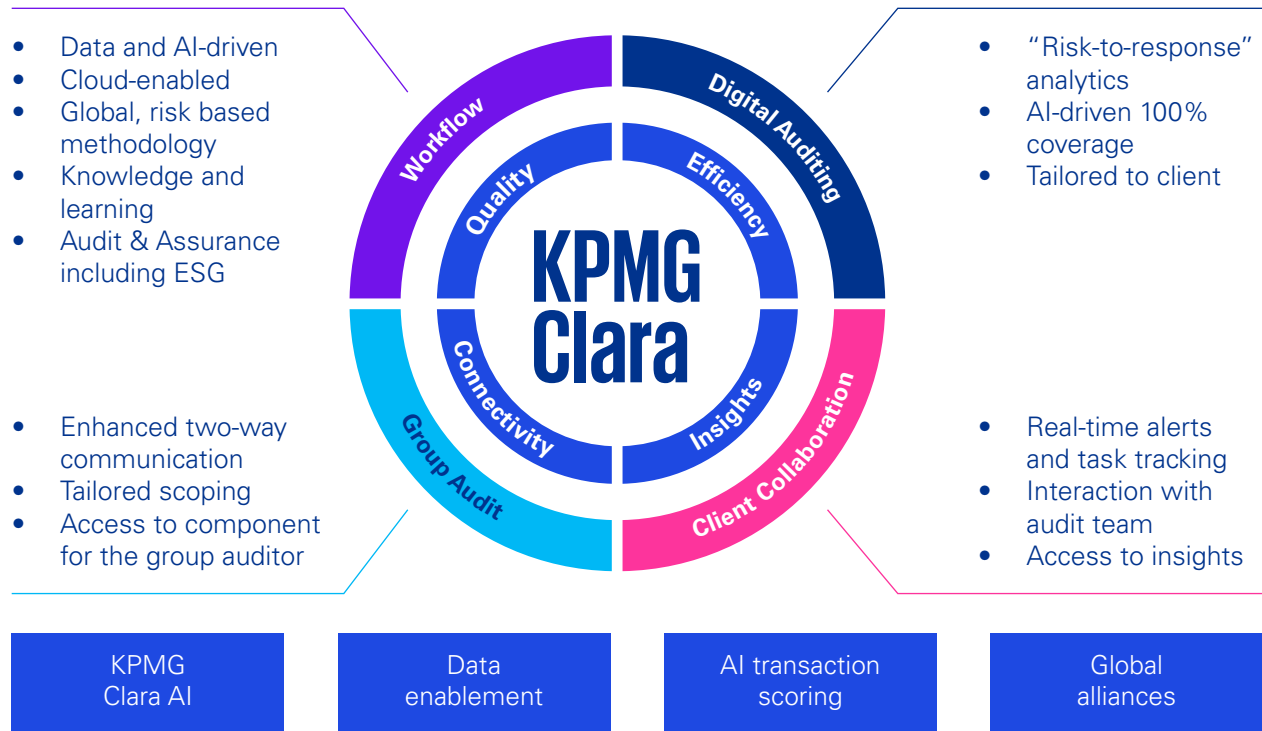 • Data and AI-driven
• Cloud-enabled
• Global, risk based
methodology
• Knowledge and
learning
• Audit & Assurance
including ESG
Workflow
Digital Auditing
Quality
Efficiency
KPMG
Clara
Connectivity
Insights
Group Audit
Client Collaboration
• “Risk-to-response”
analytics
• AI-driven 100%
coverage
• Tailored to client
• Enhanced two-way
communication
• Tailored scoping
• Access to component
for the group auditor
• Real-time alerts
and task tracking
• Interaction with
audit team
• Access to insights
KPMG
Clara AI
Data
enablement
AI transaction
scoring
Global
alliances